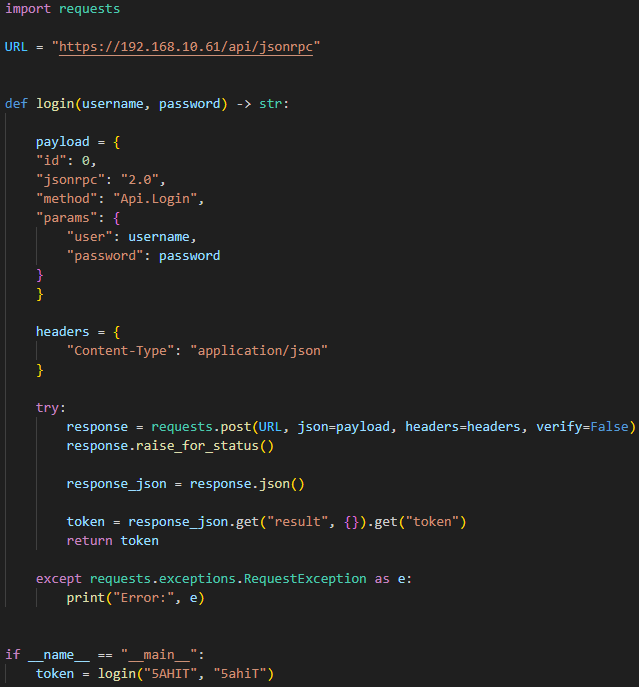 import requests
URL = "https://192.168.10.61/api/jsonrpc"
def login(username, password) -> str:
    payload = {
    "id": 0,
    "jsonrpc": "2.0",
    "method": "Api.Login",
    "params": {
        "user": username,
        "password": password
    }
    }
    headers = {
        "Content-Type": "application/json"
    }
    try:
        response = requests.post(URL, json=payload, headers=headers, verify=False)
        response.raise_for_status()
        response_json = response.json()
        token = response_json.get("result", {}).get("token")
        return token
    except requests.exceptions.RequestException as e:
        print("Error:", e)
if __name__ == "__main__":
    token = login("5AHIT", "5ahiT")